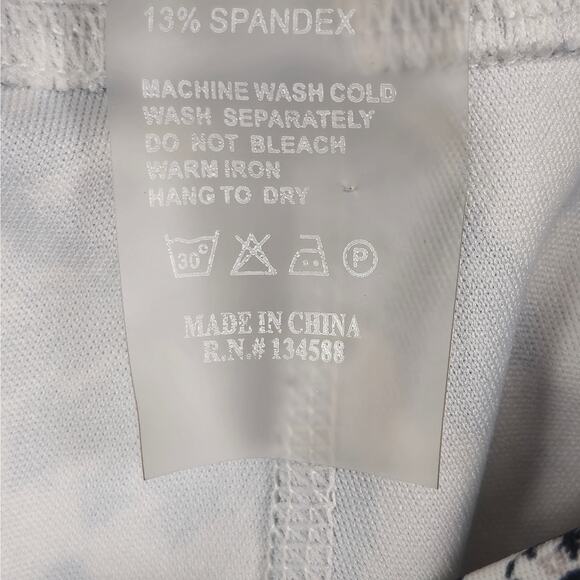 13% SPANDEX
MACHINE WASH COLD
WASH SEPARATELY
DO NOT BLEACH
WARM IRON
HANG TO DRY
30°C P
MADE IN CHINA
R.N.# 134588